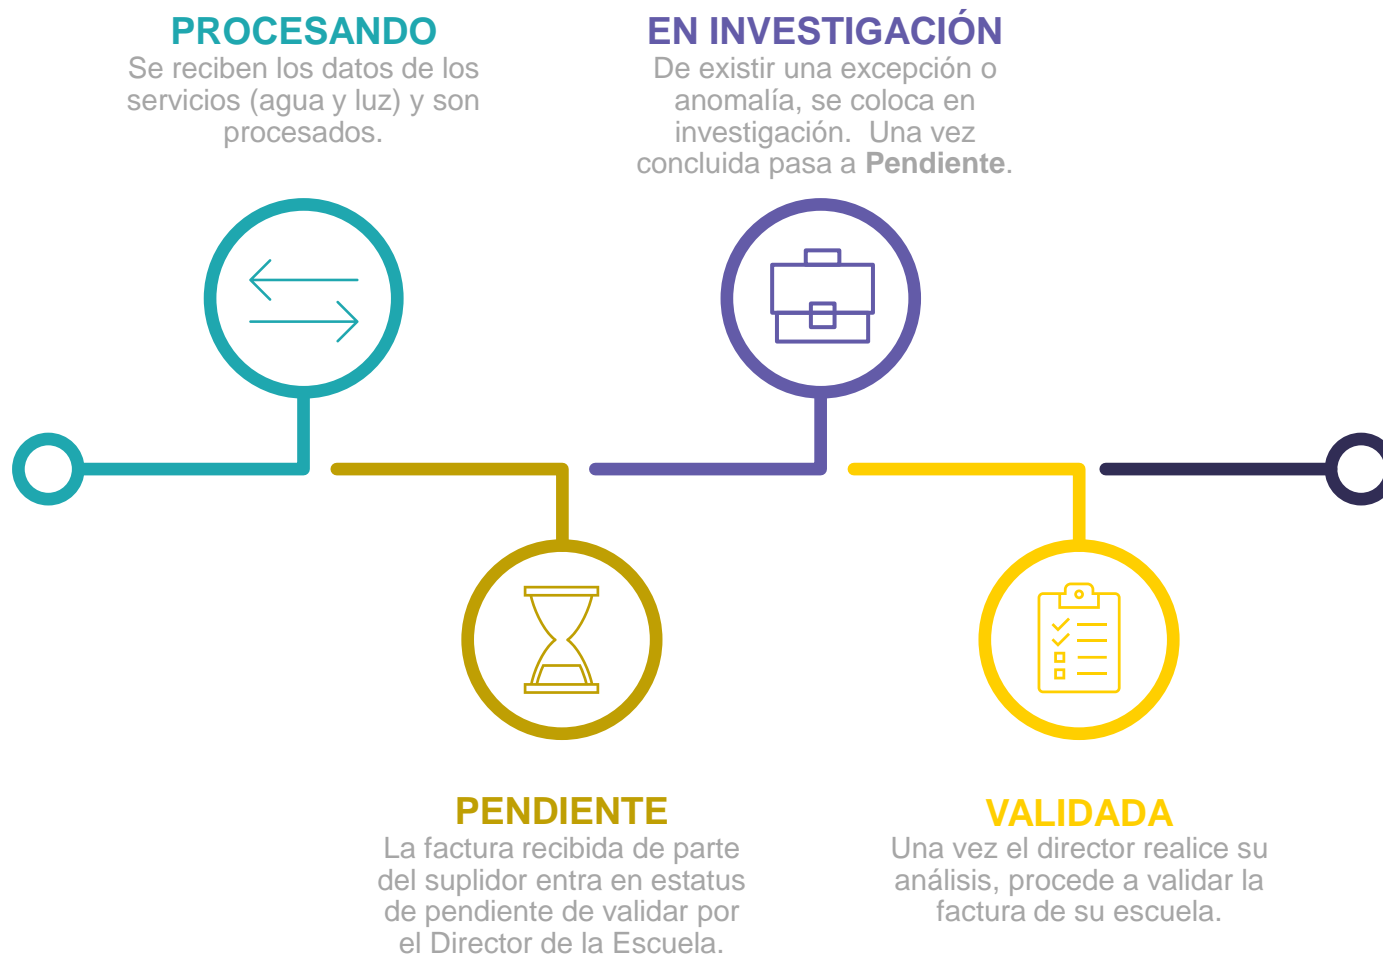 PROCESANDO
Se reciben los datos de los
servicios (agua y luz) y son
procesados.
EN INVESTIGACIÓN
De existir una excepción o
anomalía, se coloca en
investigación.  Una vez
concluida pasa a Pendiente.
PENDIENTE
La factura recibida de parte
del suplidor entra en estatus
de pendiente de validar por
el Director de la Escuela.
VALIDADA
Una vez el director realice su
análisis, procede a validar la
factura de su escuela.